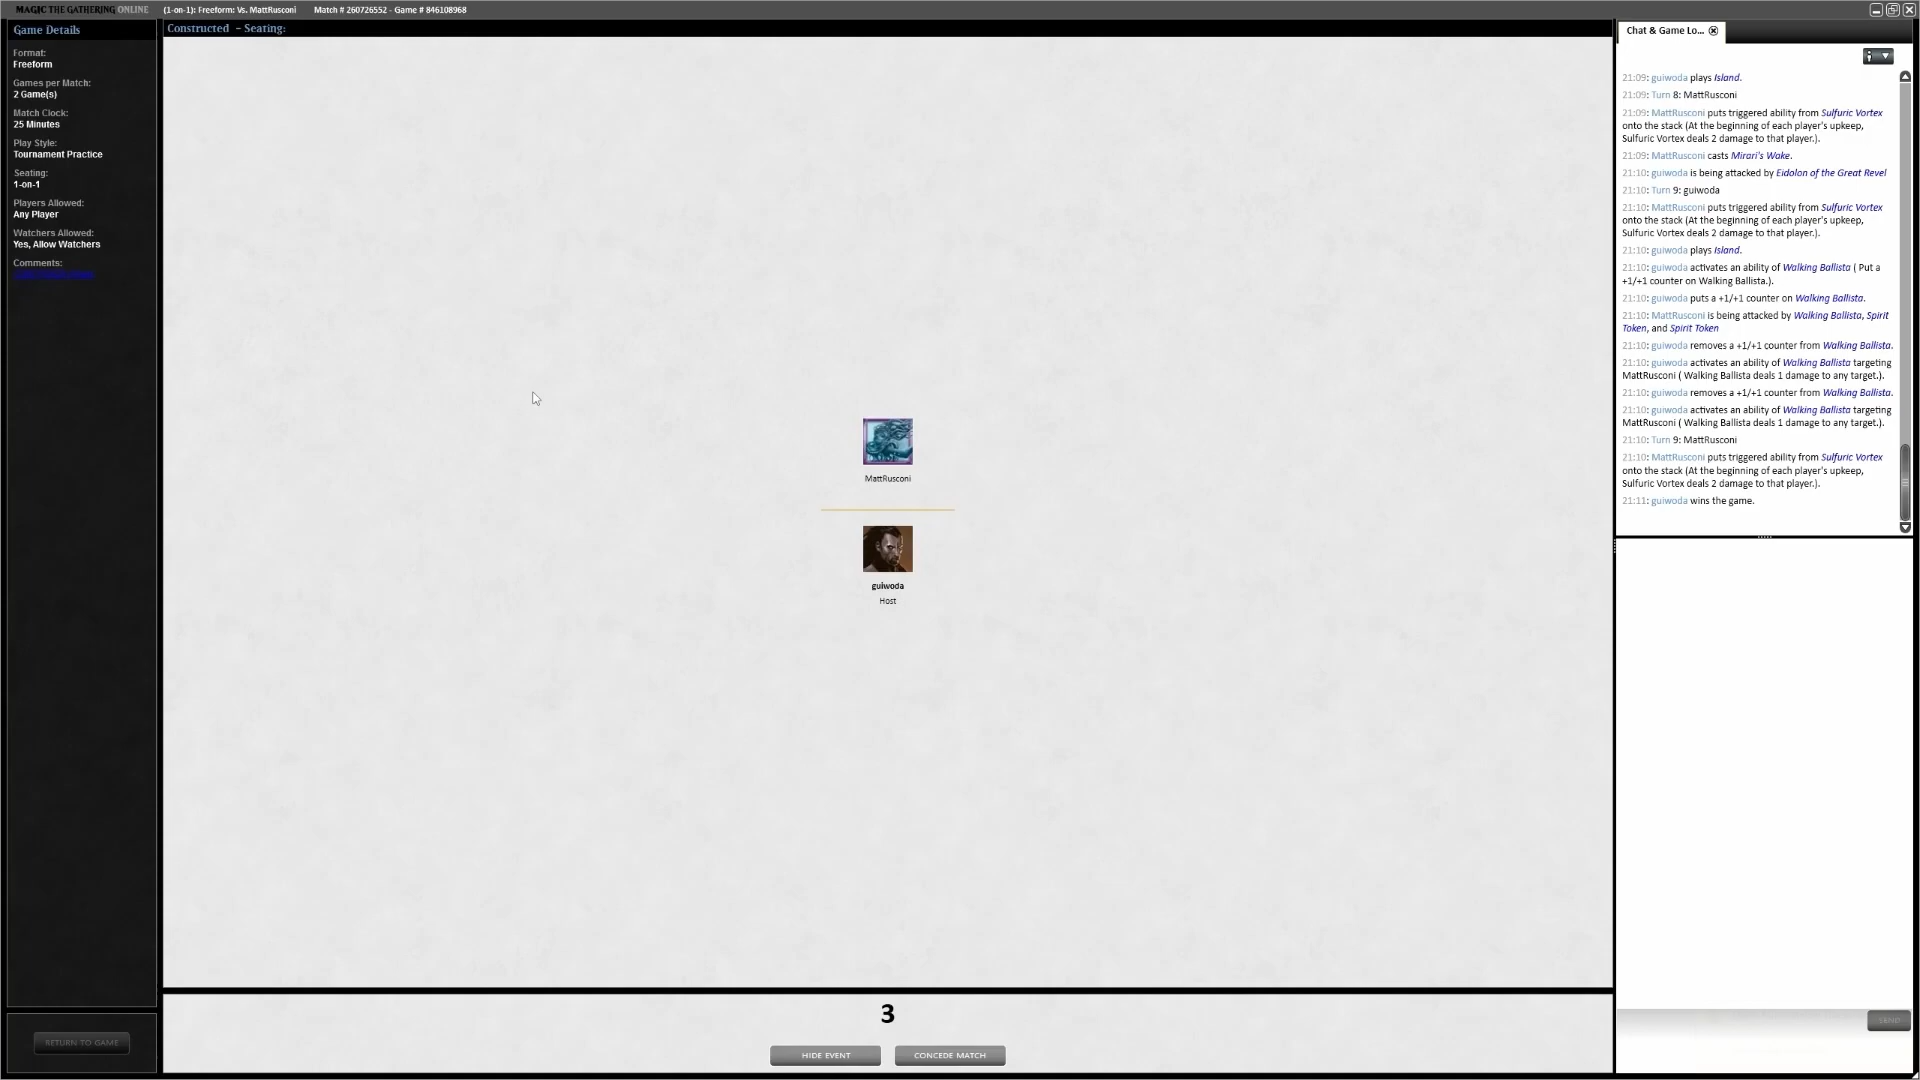 MAGIC THE GATHERING ONLINE (1-on-1): Freeform: Vs. MattRusconi Match # 260726552 - Game # 846108968
Game Details
Format:
Freeform
Games per Match:
2 Game(s)
Match Clock:
25 Minutes
Play Style:
Tournament Practice
Seating:
1-on-1
Players Allowed:
Any Player
Watchers Allowed:
Yes, Allow Watchers
Comments:
RETURN TO GAME
Constructed - Seating:
MattRusconi
guiwoda
Host
3
HIDE EVENT CONCEDE MATCH
Chat & Game Lo...
21:09: guiwoda plays Island.
21:09: Turn 8: MattRusconi
21:09: MattRusconi puts triggered ability from Sulfuric Vortex
onto the stack (At the beginning of each player's upkeep,
Sulfuric Vortex deals 2 damage to that player.).
21:09: MattRusconi casts Mirari's Wake.
21:10: guiwoda is being attacked by Eidolon of the Great Revel
21:10: Turn 9: guiwoda
21:10: MattRusconi puts triggered ability from Sulfuric Vortex
onto the stack (At the beginning of each player's upkeep,
Sulfuric Vortex deals 2 damage to that player.).
21:10: guiwoda plays Island.
21:10: guiwoda activates an ability of Walking Ballista ( Put a
+1/+1 counter on Walking Ballista.).
21:10: guiwoda puts a +1/+1 counter on Walking Ballista.
21:10: MattRusconi is being attacked by Walking Ballista, Spirit
Token, and Spirit Token
21:10: guiwoda removes a +1/+1 counter from Walking Ballista.
21:10: guiwoda activates an ability of Walking Ballista targeting
MattRusconi ( Walking Ballista deals 1 damage to any target.).
21:10: guiwoda removes a +1/+1 counter from Walking Ballista.
21:10: guiwoda activates an ability of Walking Ballista targeting
MattRusconi ( Walking Ballista deals 1 damage to any target.).
21:10: Turn 9: MattRusconi
21:10: MattRusconi puts triggered ability from Sulfuric Vortex
onto the stack (At the beginning of each player's upkeep,
Sulfuric Vortex deals 2 damage to that player.).
21:11: guiwoda wins the game.
SEND